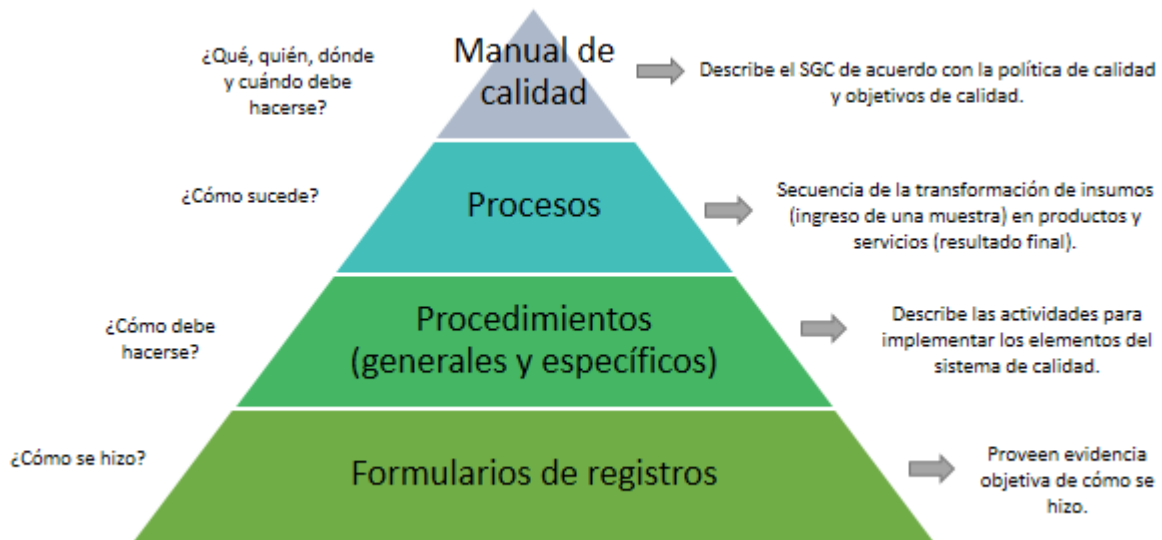 ¿Qué, quién, dónde
y cuándo debe
hacerse?
Manual de
calidad
Describe el SGC de acuerdo con la política de calidad
y objetivos de calidad.
¿Cómo sucede?
Procesos
Secuencia de la transformación de insumos
(ingreso de una muestra) en productos y
servicios (resultado final).
¿Cómo debe
hacerse?
Procedimientos
(generales y específicos)
Describe las actividades para
implementar los elementos del
sistema de calidad.
¿Cómo se hizo?
Formularios de registros
Proveen evidencia
objetiva de cómo se
hizo.